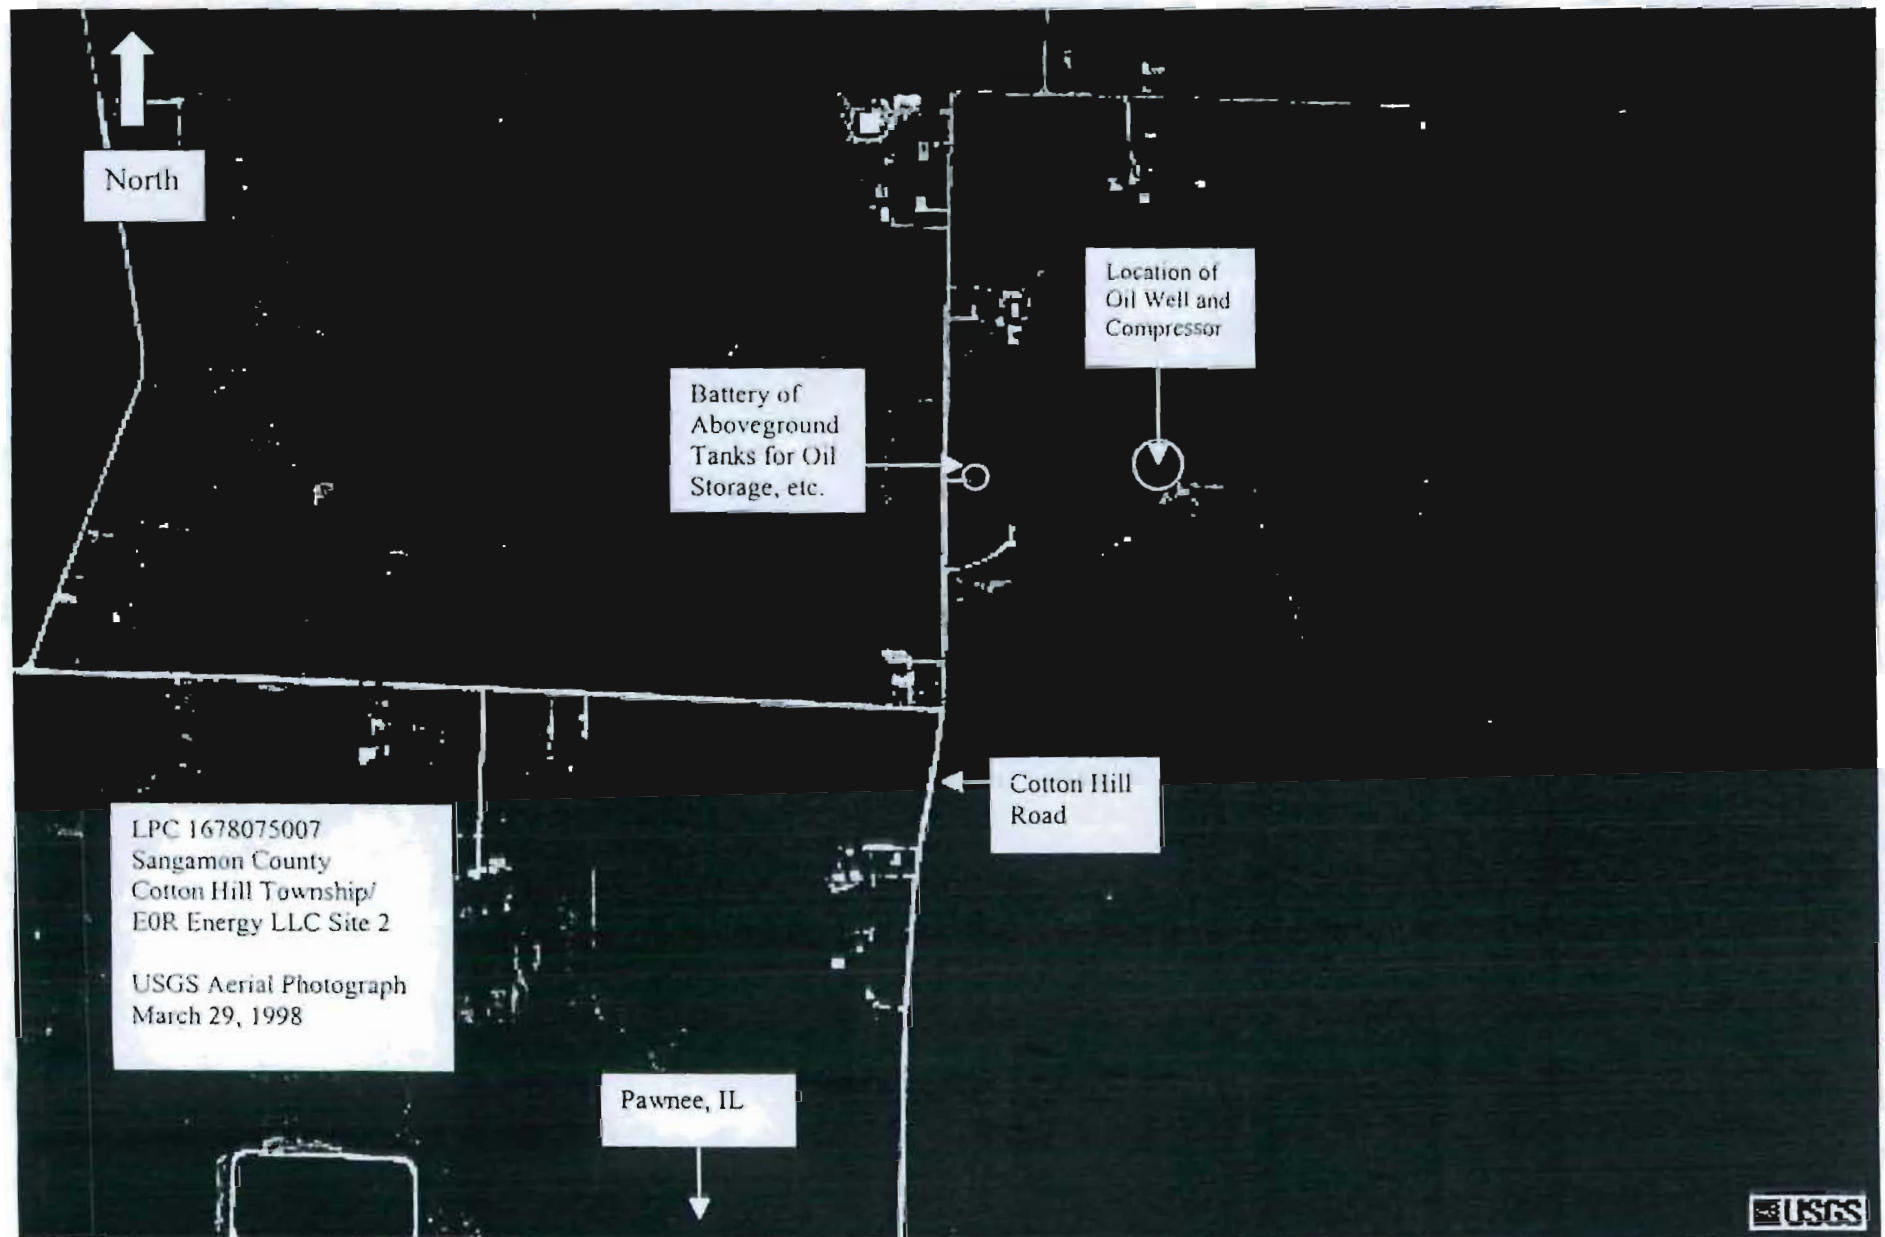 North
Location of
Oil Well and
Compressor
Battery of
Aboveground
Tanks for Oil
Storage, etc.
Cotton Hill
Road
LPC 1678075007
Sangamon County
Cotton Hill Township/
E0R Energy LLC Site 2
USGS Aerial Photograph
March 29, 1998
Pawnee, IL
USGS